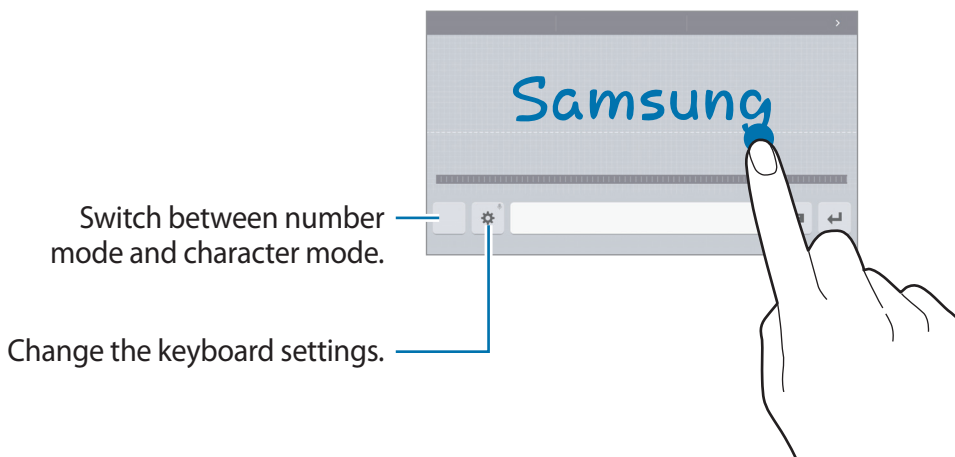 Samsung
Switch between number
mode and character mode.
Change the keyboard settings.